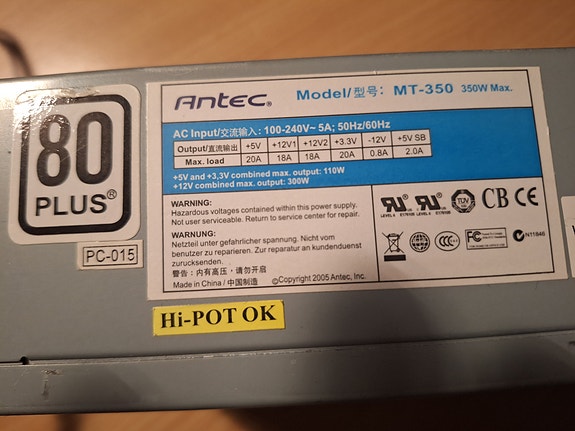 80
PLUS®
PC-015
ANTEC®
Model/型号: MT-350 350W Max.
AC Input/交流输入: 100-240V~ 5A; 50Hz/60Hz
Output/直流输出 +5V +12V1 +12V2 +3.3V -12V +5V SB
Max. load 20A 18A 18A 20A 0.8A 2.0A
+5V and +3.3V combined max. output: 110W
+12V combined max. output: 300W
WARNING:
Hazardous voltages contained within this power supply.
Not user serviceable. Return to service center for repair.
WARNUNG:
Netzteil unter gefahrlicher spannung. Nicht vom
benutzer zu bedienen. Zur reparatur an kundendienst
zurucksenden.
警告: 内有高压, 请勿开启
Made in China / 中国制造
©Copyright 2005 Antec, Inc.
CB CE
N11846
Hi-POT OK